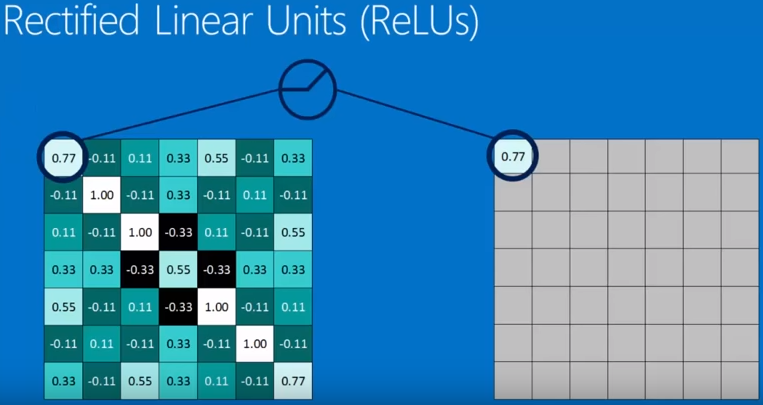 Rectified Linear Units (ReLUs)
0.77 -0.11 0.11 0.33 0.55 -0.11 0.33
-0.11 1.00 -0.11 0.33 -0.11 0.11 -0.11
0.11 -0.11 1.00 -0.33 0.11 -0.11 0.55
0.33 0.33 -0.33 0.55 -0.33 0.33 0.33
0.55 -0.11 0.11 -0.33 1.00 -0.11 0.11
-0.11 0.11 -0.11 0.33 -0.11 1.00 -0.11
0.33 -0.11 0.55 0.33 0.11 -0.11 0.77
0.77